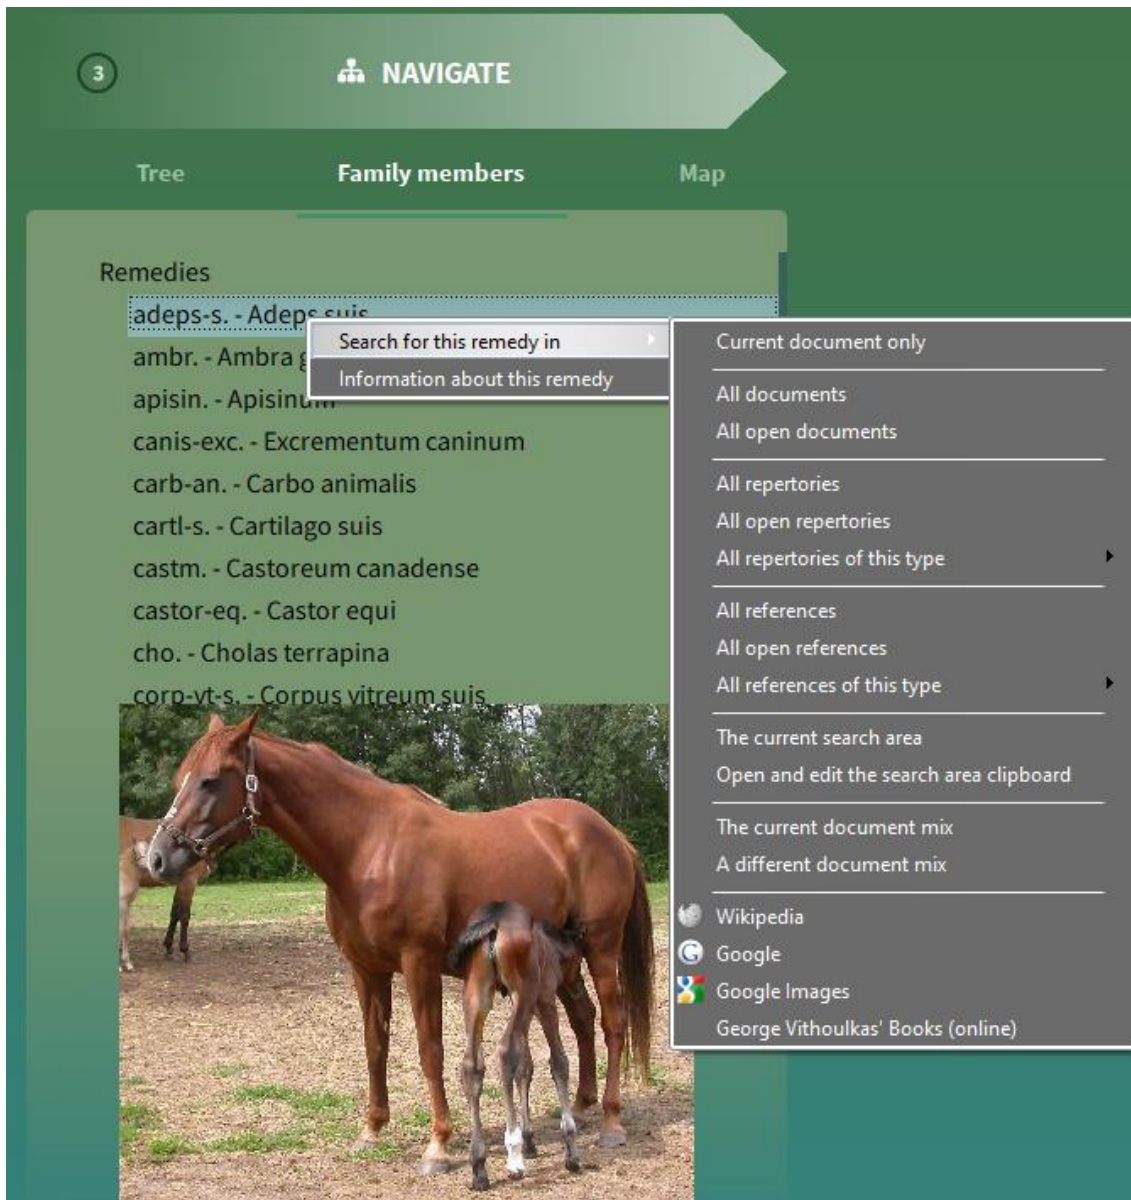 3
NAVIGATE
Tree
Family members
Map
Remedies
adeps-s. - Adeps suis
ambr. - Ambra
apisin. - Apisinum
canis-exc. - Excrementum caninum
carb-an. - Carbo animalis
cartl-s. - Cartilago suis
castm. - Castoreum canadense
castor-eq. - Castor equi
cho. - Cholas terrapina
corp-vt-s. - Corpus vitreum suis
Search for this remedy in
Information about this remedy
Current document only
All documents
All open documents
All repertories
All open repertories
All repertories of this type
All references
All open references
All references of this type
The current search area
Open and edit the search area clipboard
The current document mix
A different document mix
Wikipedia
G Google
Google Images
George Vithoulkas' Books (online)